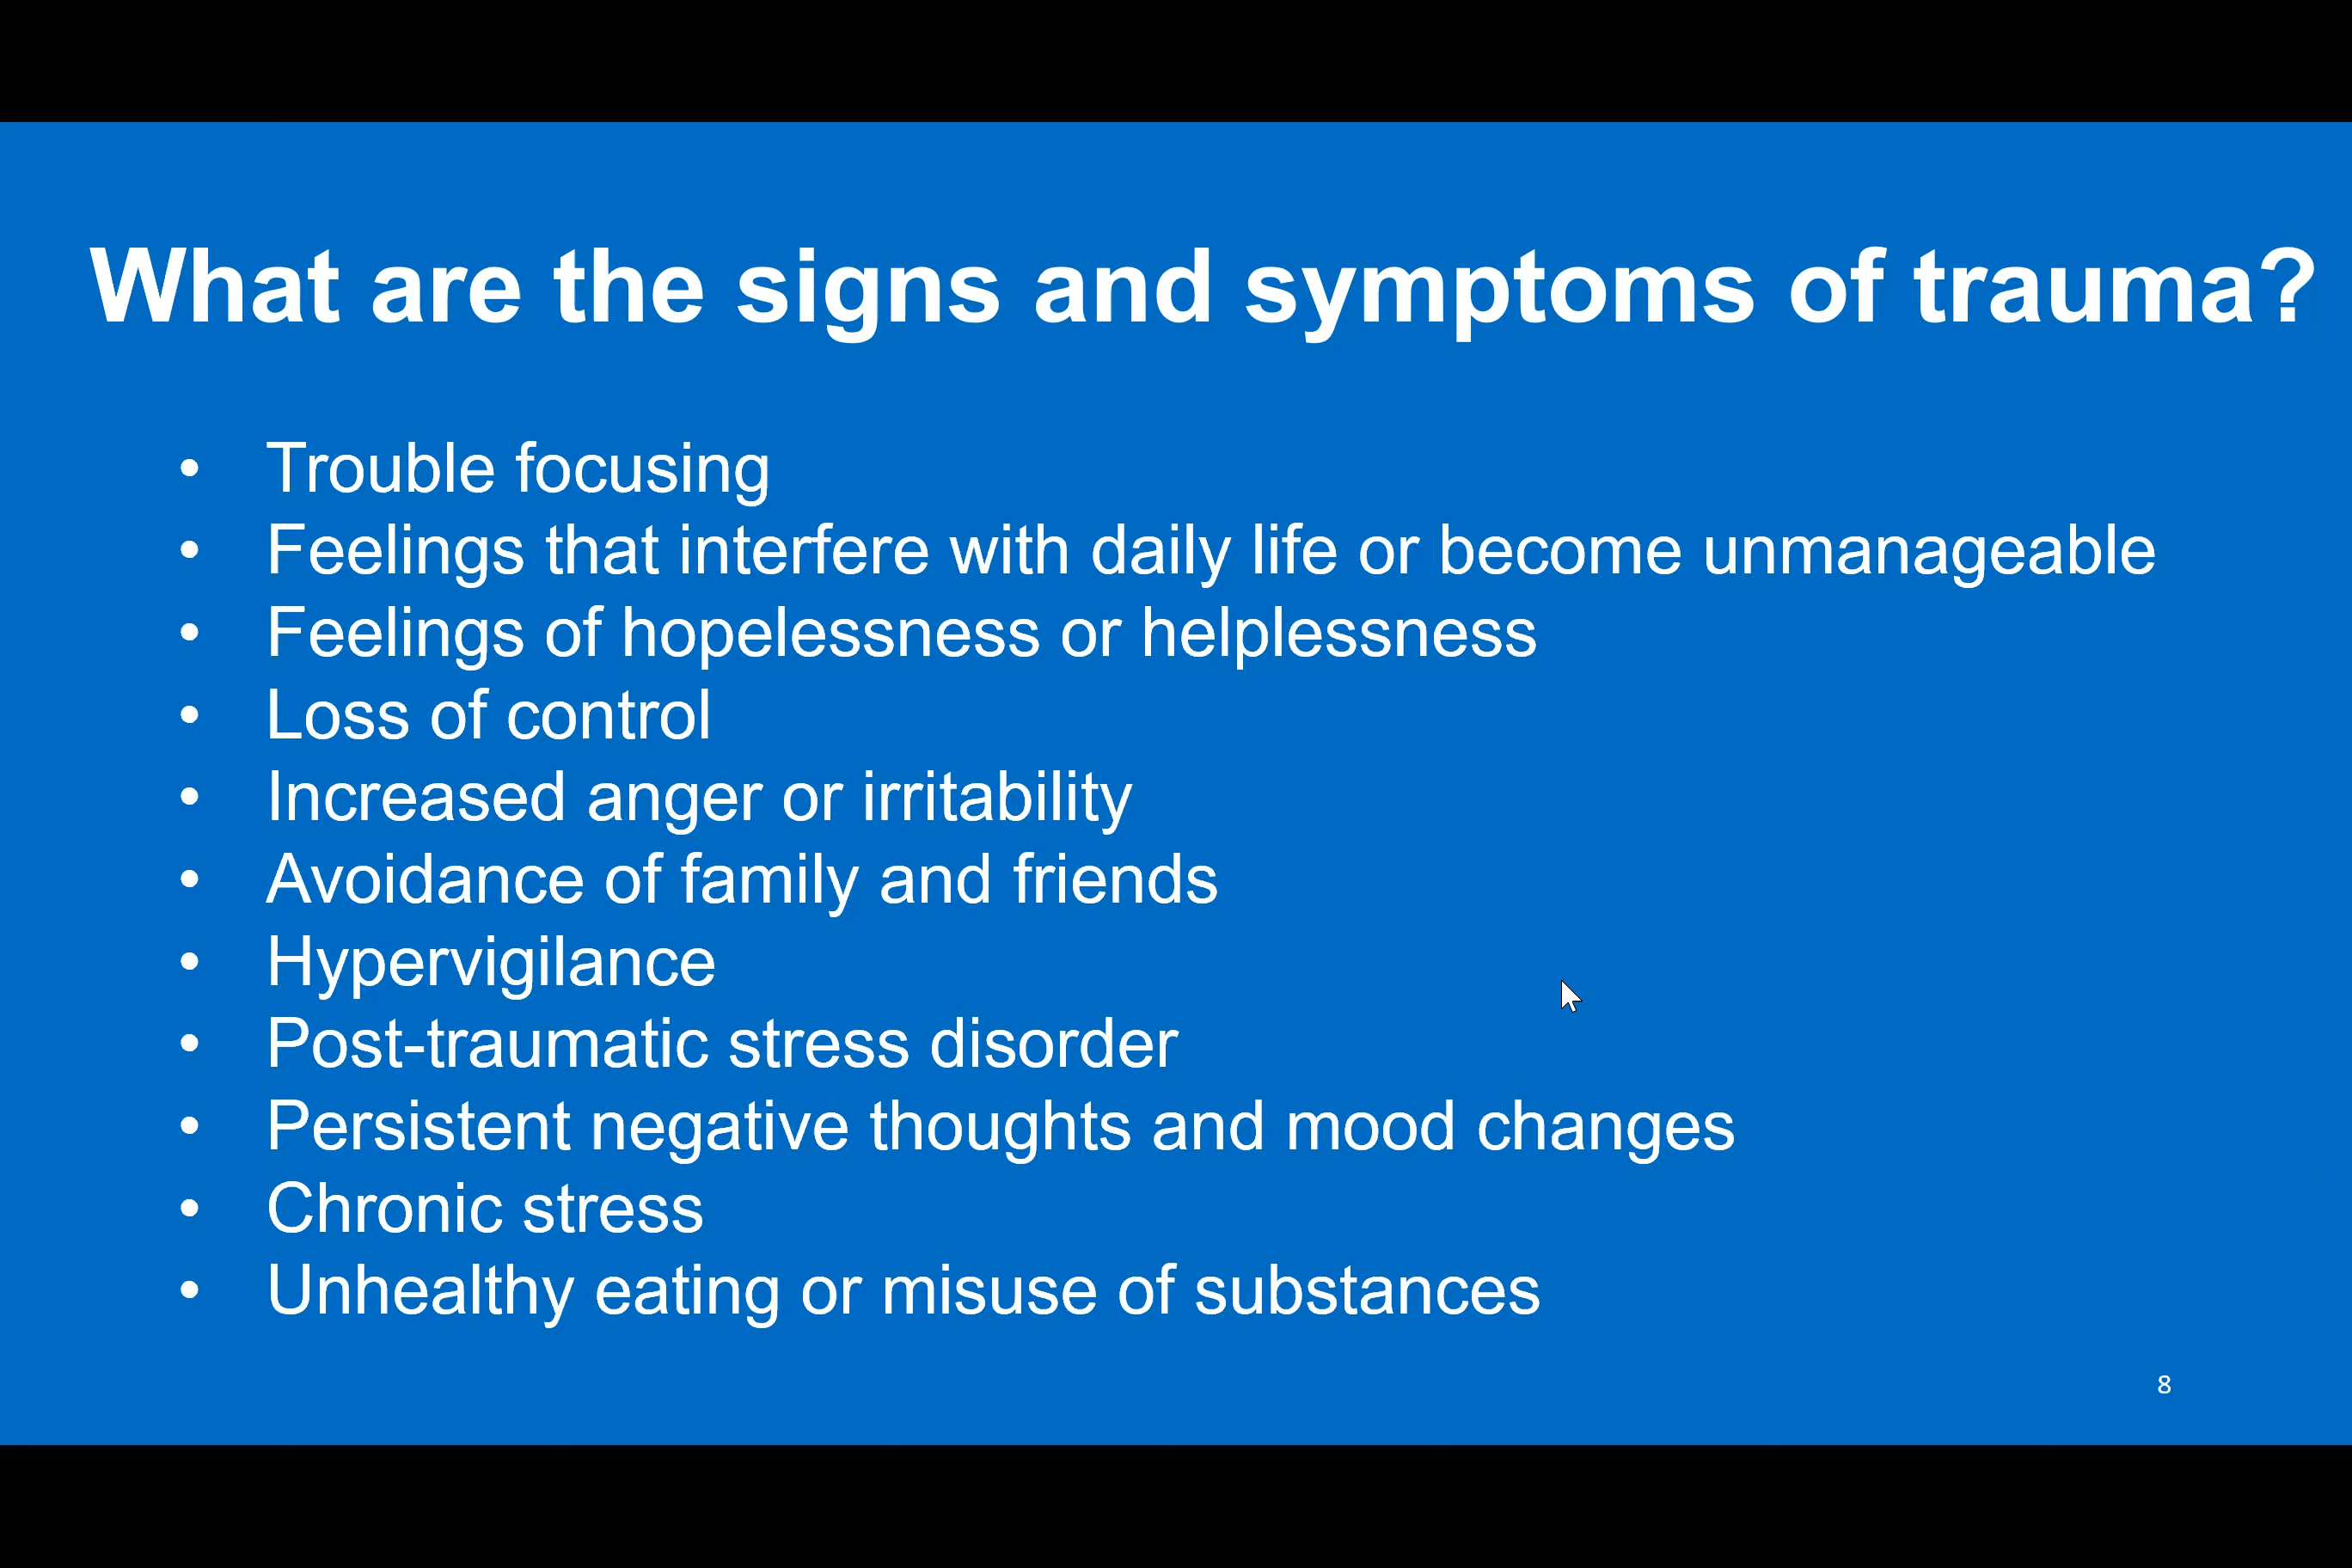 What are the signs and symptoms of trauma?
• Trouble focusing
• Feelings that interfere with daily life or become unmanageable
• Feelings of hopelessness or helplessness
• Loss of control
• Increased anger or irritability
• Avoidance of family and friends
• Hypervigilance
• Post-traumatic stress disorder
• Persistent negative thoughts and mood changes
• Chronic stress
• Unhealthy eating or misuse of substances
8